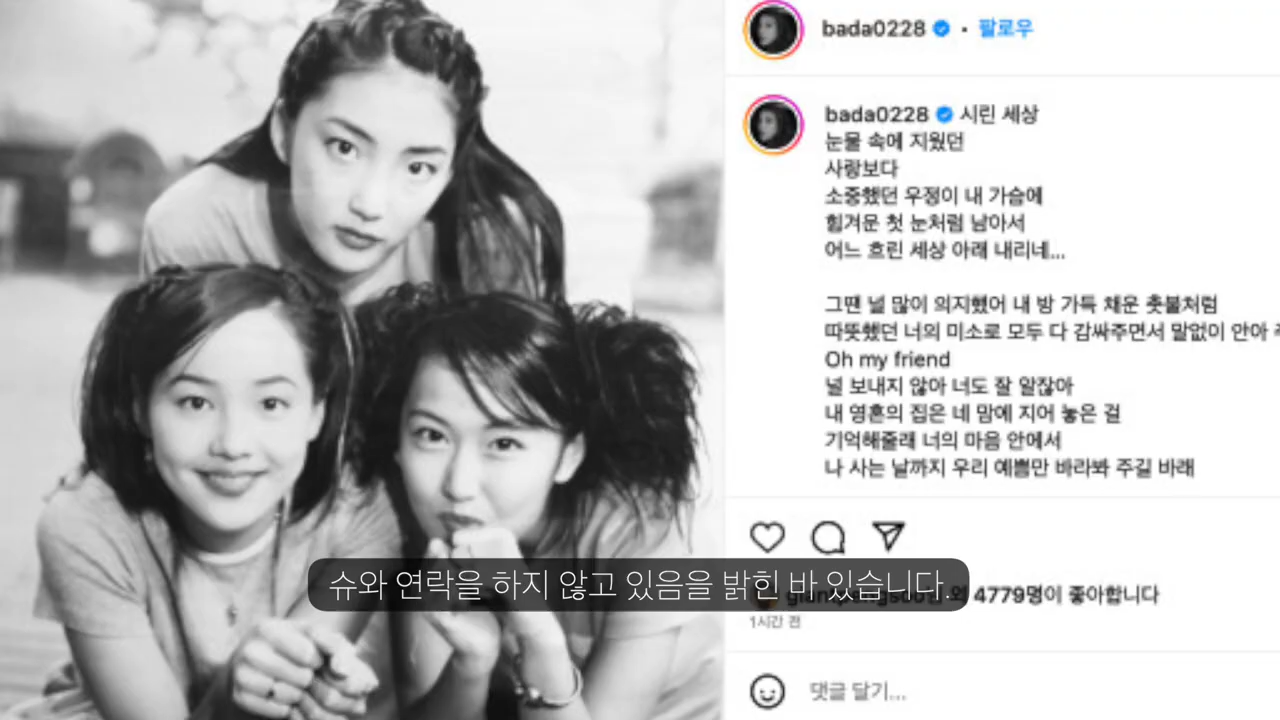 bada0228 • 팔로우
bada0228 시린 세상
눈물 속에 지웠던
사랑보다
소중했던 우정이 내 가슴에
힘겨운 첫 눈처럼 남아서
어느 흐린 세상 아래 내리네...
그땐 널 많이 의지했어 내 방 가득 채운 촛불처럼
따뜻했던 너의 미소로 모두 다 감싸주면서 말없이 안아
Oh my friend
널 보내지 않아 너도 잘 알잖아
내 영혼의 집은 네 맘에 지어 놓은 걸
기억해줄래 너의 마음 안에서
나 사는 날까지 우리 예쁨만 바라봐 주길 바래
슈와 연락을 하지 않고 있음을 밝힌 바 있습니다.
외 4779명이 좋아합니다
1시간 전
댓글 달기...